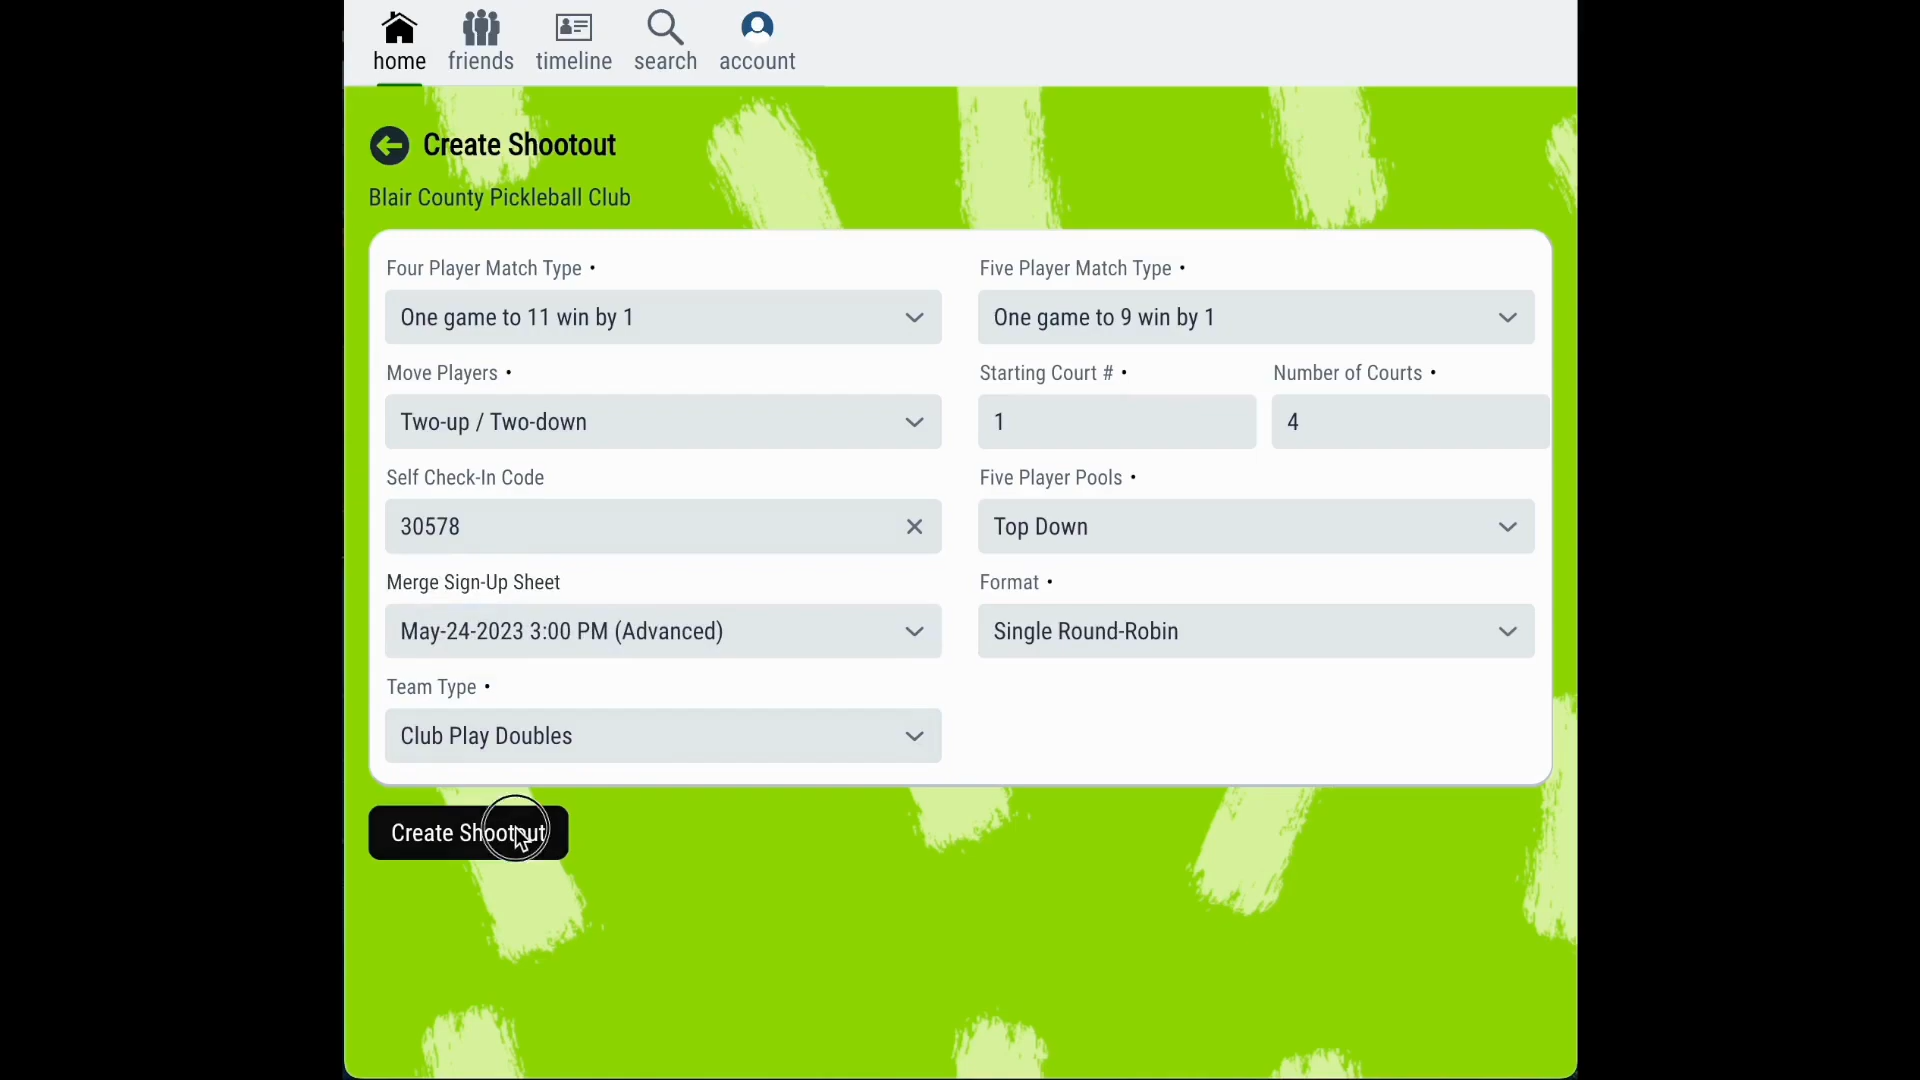 home friends timeline search account
Create Shootout
Blair County Pickleball Club
Four Player Match Type •
Five Player Match Type •
One game to 11 win by 1
One game to 9 win by 1
Move Players •
Starting Court # •
Number of Courts •
Two-up / Two-down
1
4
Self Check-In Code
Five Player Pools •
30578
Top Down
Merge Sign-Up Sheet
Format •
May-24-2023 3:00 PM (Advanced)
Single Round-Robin
Team Type •
Club Play Doubles
Create Shootout